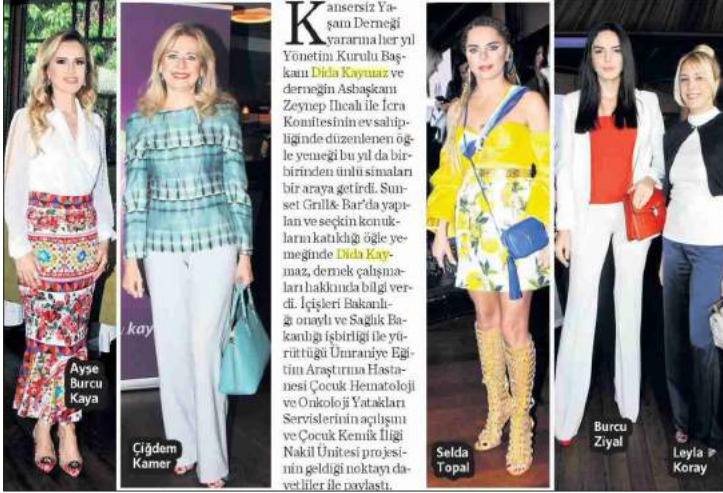 Kansersiz Ya-
şam Derneği
yararına her yıl
Yönetim Kurulu Baş-
kanı Dida Kaymaz ve
derneğin Asbaşkanı
Zeynep Ilıcalı ile İcra
Komitesinin ev sahip-
liğinde düzenlenen öğ-
le yemeği bu yıl da bir-
birinden ünlü simaları
bir araya getirdi. Sun-
set Grıll& Bar'da yapı-
lan ve seçkin konuk-
ların katıldığı öğle ye-
meğinde Dida Kay-
maz, dernek çalışma-
ları hakkında bilgi ver-
di. İçişleri Bakanlı-
ğı onaylı ve Sağlık Ba-
kanlığı işbirliği ile yü-
rüttüğü Ümraniye Eği-
tim Araştırma Hasta-
nesi Çocuk Hematoloji
ve Onkoloji Yatakları
Servislerinin açılışını
ve Çocuk Kemik İliği
Nakil Ünitesi projesi-
nin geldiği noktayı da-
vetliler ile paylaştı.
Ayşe
Burcu
Kaya
kay
Çiğdem
Kamer
Selda
Topal
Burcu
Ziyal
Leyla
Koray